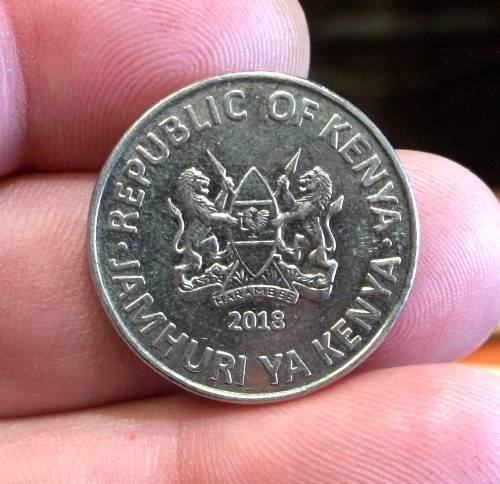 REPUBLIC OF KENYA
HARAMBEE
2018
JAMHURI YA KENYA